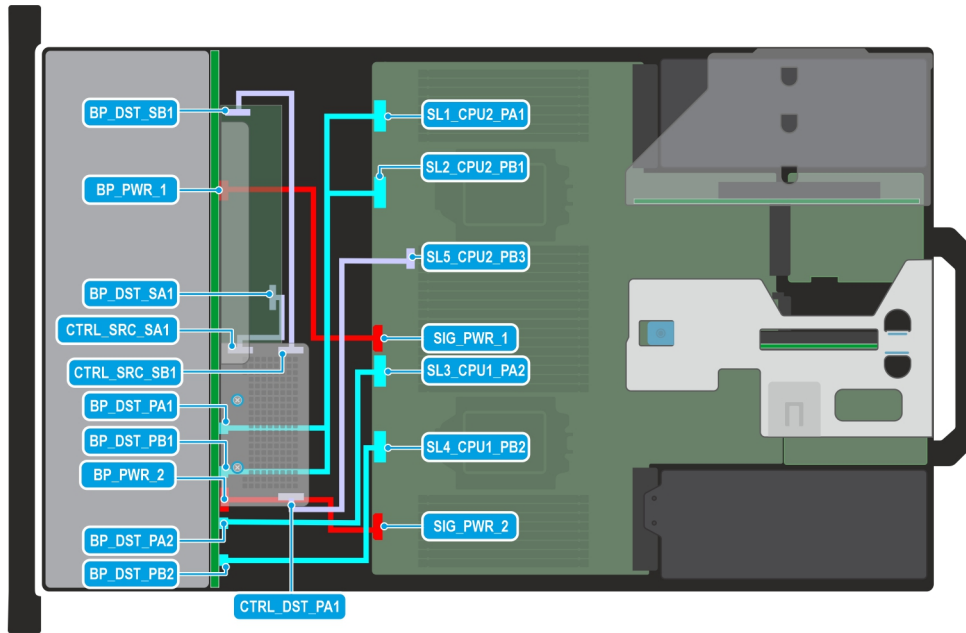 BP_DST_SB1
BP_PWR_1
BP_DST_SA1
CTRL_SRC_SA1
CTRL_SRC_SB1
BP_DST_PA1
BP_DST_PB1
BP_PWR_2
BP_DST_PA2
BP_DST_PB2
CTRL_DST_PA1
SL1_CPU2_PA1
SL2_CPU2_PB1
SL5_CPU2_PB3
SIG_PWR_1
SL3_CPU1_PA2
SL4_CPU1_PB2
SIG_PWR_2